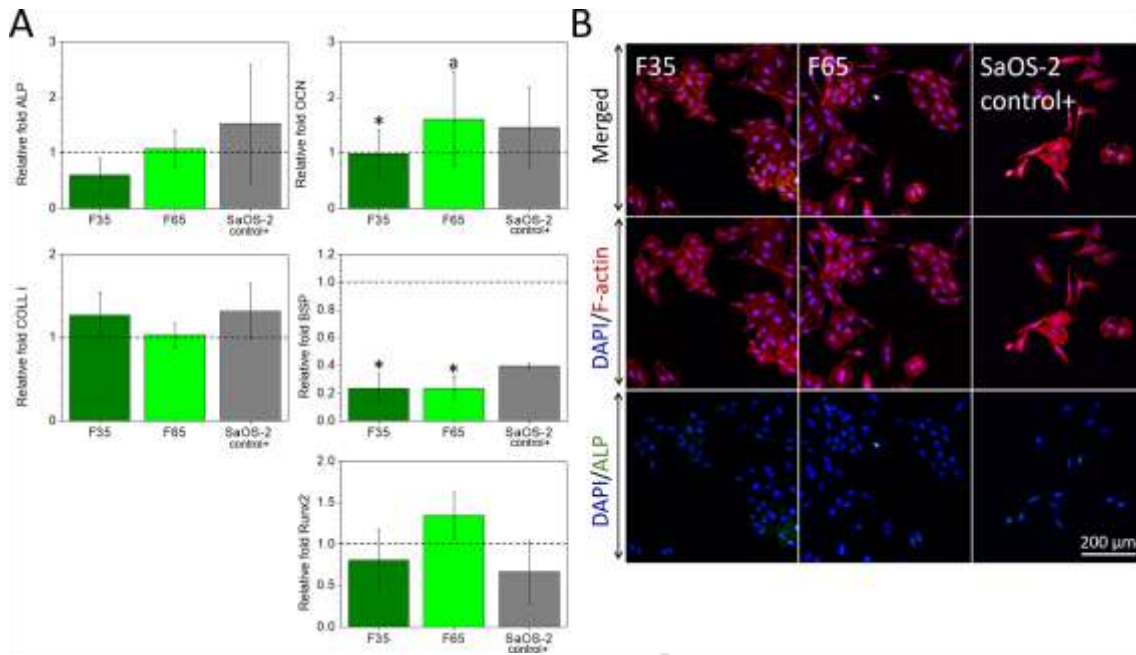 A
Relative fold ALP
3
2
1
0
F35
F65
SaOS-2
control+
Relative fold OCN
3
2
1
0
*
a
F35
F65
SaOS-2
control+
Relative fold COLL I
2
1
0
F35
F65
SaOS-2
control+
Relative fold BSP
1.2
1.0
0.8
0.6
0.4
0.2
0.0
*
*
F35
F65
SaOS-2
control+
Relative fold Runx2
2.0
1.5
1.0
0.5
0.0
F35
F65
SaOS-2
control+
B
F35
F65
SaOS-2
control+
Merged
DAPI/F-actin
DAPI/ALP
200 µm